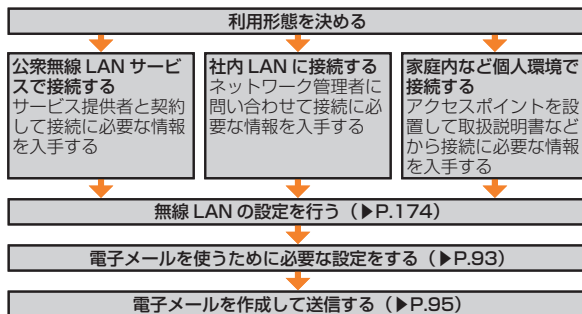 利用形態を決める
公衆無線 LAN サービ
スで接続する
サービス提供者と契約
して接続に必要な情報
を入手する
社内 LAN に接続する
ネットワーク管理者に
問い合わせて接続に必
要な情報を入手する
家庭内など個人環境で
接続する
アクセスポイントを設
置して取扱説明書など
から接続に必要な情報
を入手する
無線 LAN の設定を行う（▶P.174）
電子メールを使うために必要な設定をする（▶P.93）
電子メールを作成して送信する（▶P.95）